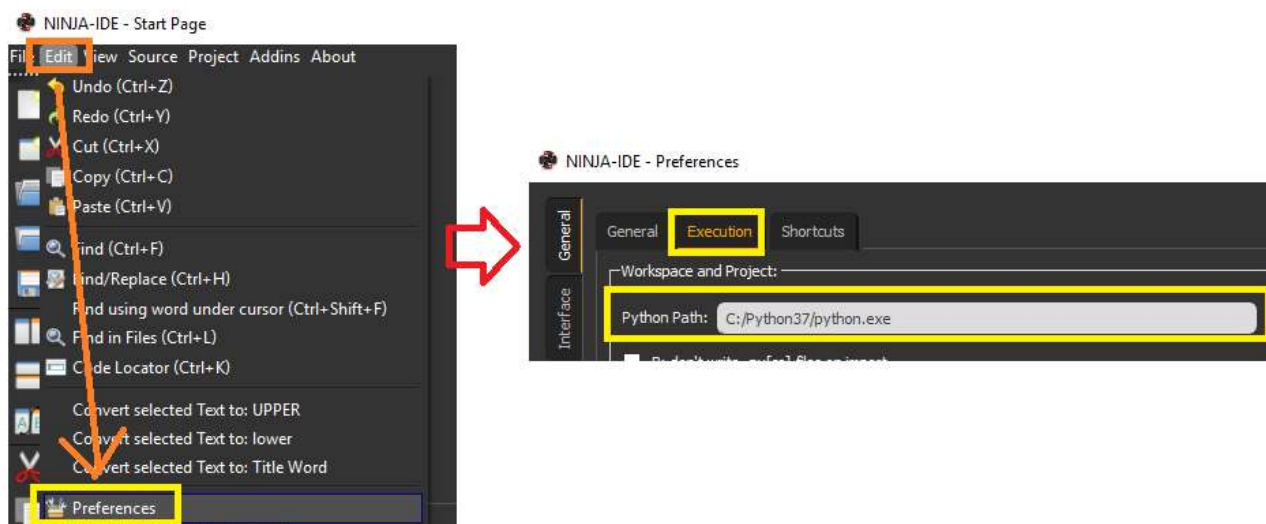 NINJA-IDE - Start Page
File Edit View Source Project Addins About
Undo (Ctrl+Z)
Redo (Ctrl+Y)
Cut (Ctrl+X)
Copy (Ctrl+C)
Paste (Ctrl+V)
Find (Ctrl+F)
Find/Replace (Ctrl+H)
Find using word under cursor (Ctrl+Shift+F)
Find in Files (Ctrl+L)
Code Locator (Ctrl+K)
Convert selected Text to: UPPER
Convert selected Text to: lower
Convert selected Text to: Title Word
Preferences
NINJA-IDE - Preferences
General
Interface
General Execution Shortcuts
Workspace and Project:
Python Path: C:/Python37/python.exe